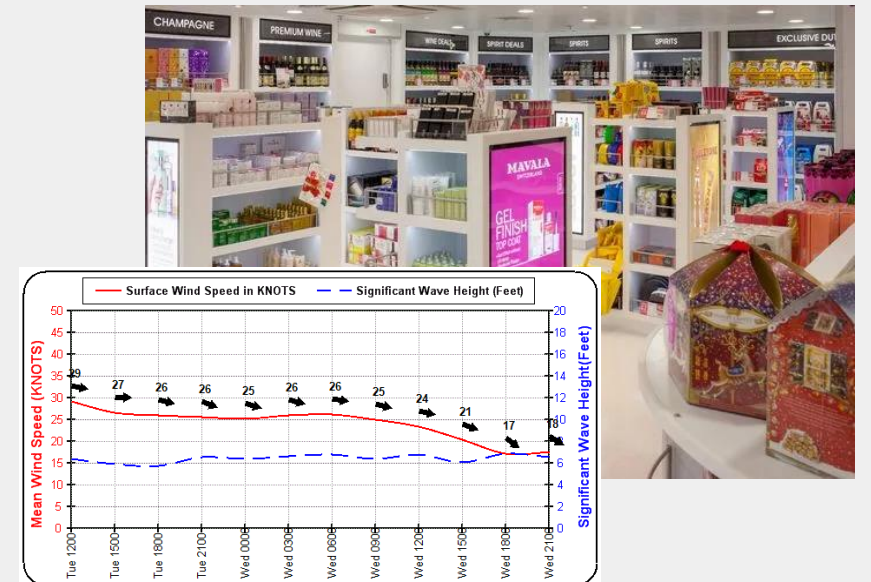 CHAMPAGNE
PREMIUM WINE
WINE DEALS
SPIRIT DEALS
SPIRITS
SPIRITS
EXCLUSIVE DU
MAVALA
SWITZERLAND
GEL
FINISH
TOP COAT
Surface Wind Speed in KNOTS
Significant Wave Height (Feet)
Mean Wind Speed (KNOTS)
50
45
40
35
30
25
20
15
10
5
0
29
27
26
26
25
26
26
25
24
21
17
18
20
18
16
14
12
10
8
6
4
2
0
Significant Wave Height(Feet)
Tue 1200
Tue 1500
Tue 1800
Tue 2100
Wed 0000
Wed 0300
Wed 0600
Wed 0900
Wed 1200
Wed 1500
Wed 1800
Wed 2100